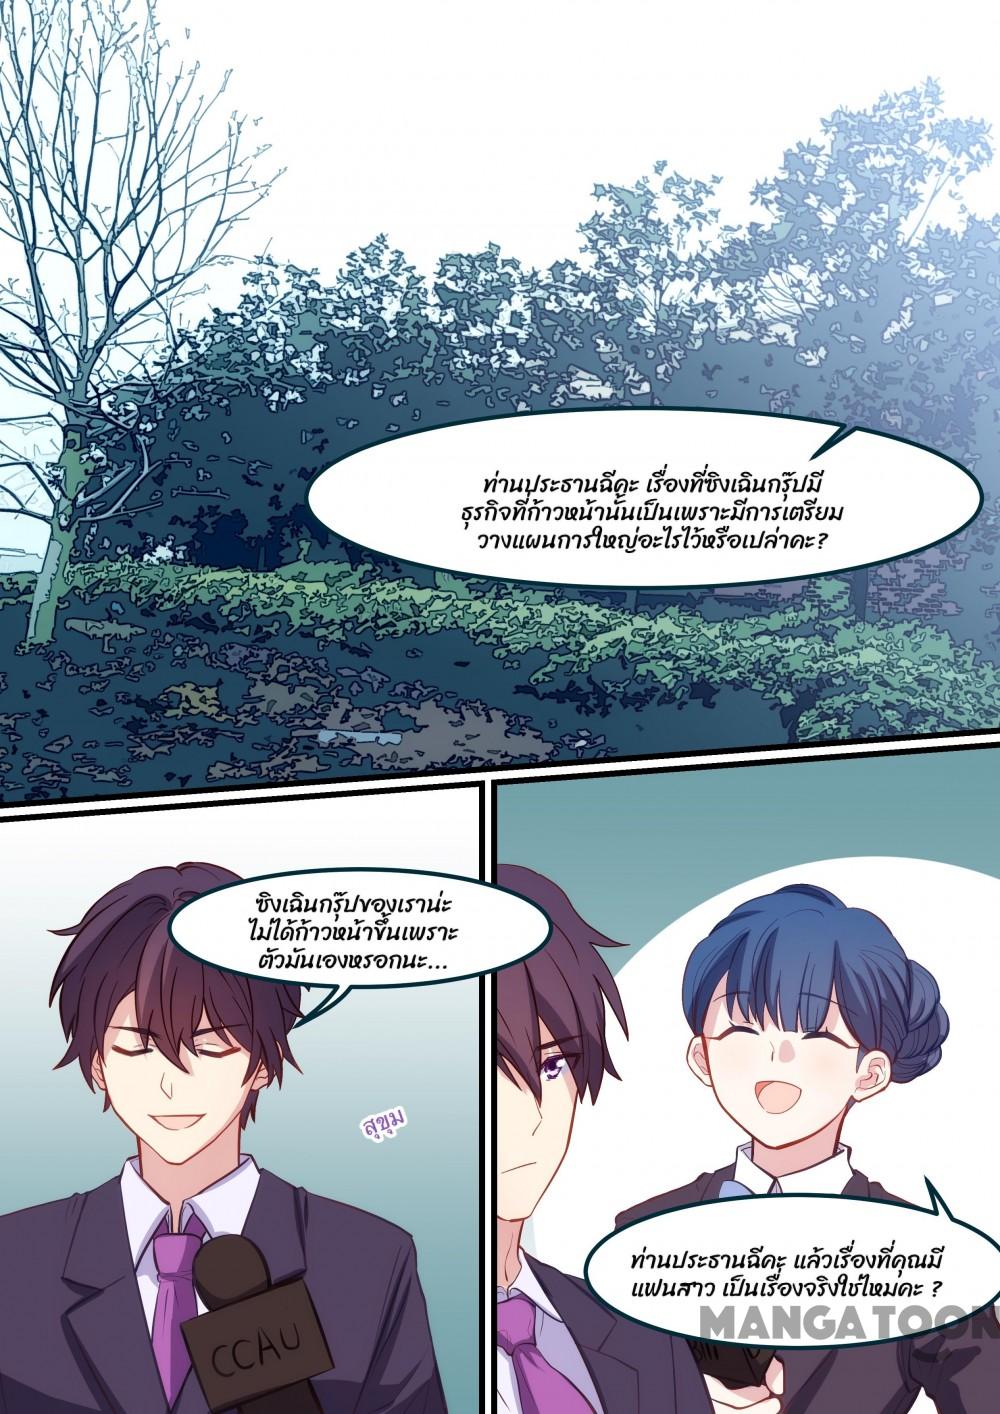 ท่านประธานฉีคะ เรื่องที่ซิงเฉินกรุ๊ปมี
ธุรกิจที่ก้าวหน้านั้นเป็นเพราะมีการเตรียม
วางแผนการใหญ่อะไรไว้หรือเปล่าคะ?
ซิงเฉินกรุ๊ปของเราน่ะ
ไม่ได้ก้าวหน้าขึ้นเพราะ
ตัวมันเองหรอกนะ...
สุขุม
CCAU
ท่านประธานฉีคะ แล้วเรื่องที่คุณมี
แฟนสาว เป็นเรื่องจริงใช่ไหมคะ ?
MANGATOON